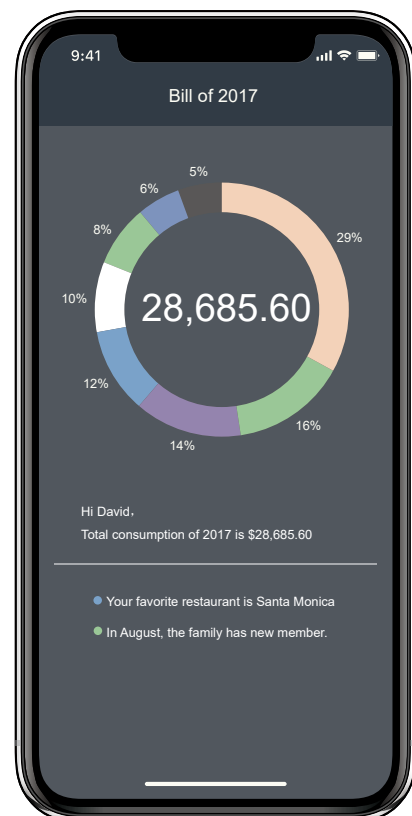 9:41
Bill of 2017
5%
6%
29%
8%
10%
28,685.60
12%
16%
14%
Hi David,
Total consumption of 2017 is $28,685.60
Your favorite restaurant is Santa Monica
In August, the family has new member.